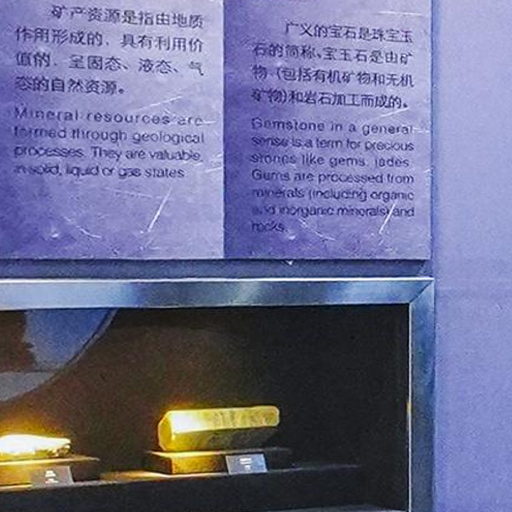 矿产资源是指由地质
作用形成的，具有利用价
值的，呈固态、液态、气
态的自然资源。
Mineral resources are
formed through geological
processes. They are valuable,
in solid, liquid or gas states
广义的宝石是珠宝玉
石的简称，宝玉石是由矿
物（包括有机矿物和无机
矿物）和岩石加工而成的。
Gemstone in a general
sense is a term for precious
stones like gems, jades.
Gems are processed from
minerals (including organic
and inorganic minerals) and
rocks.